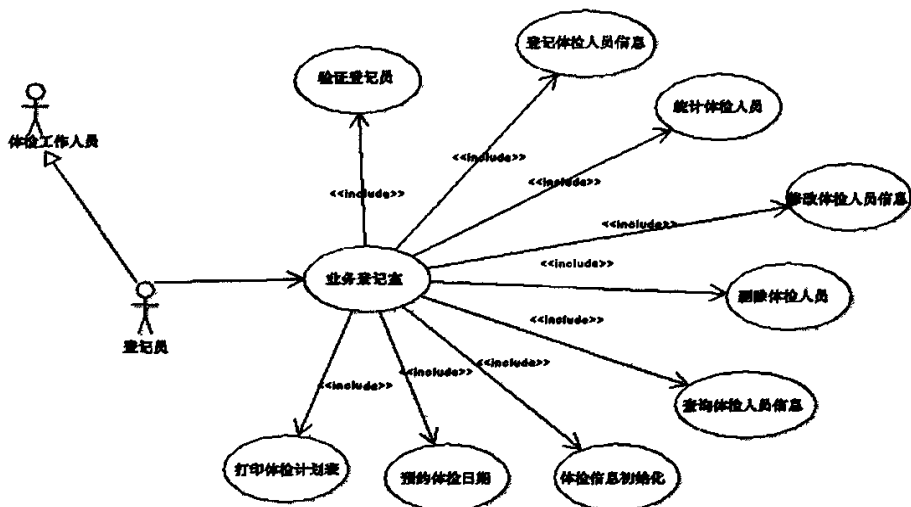 登记体检人员信息
验证登记员
统计体检人员
体检工作人员
<<include>>
<<include>>
<<include>>
修改体检人员信息
<<include>>
<<include>>
业务登记室
删除体检人员
<<include>>
登记员
<<include>>
<<include>>
<<include>>
查询体检人员信息
打印体检计划表
预约体检日期
体检信息初始化